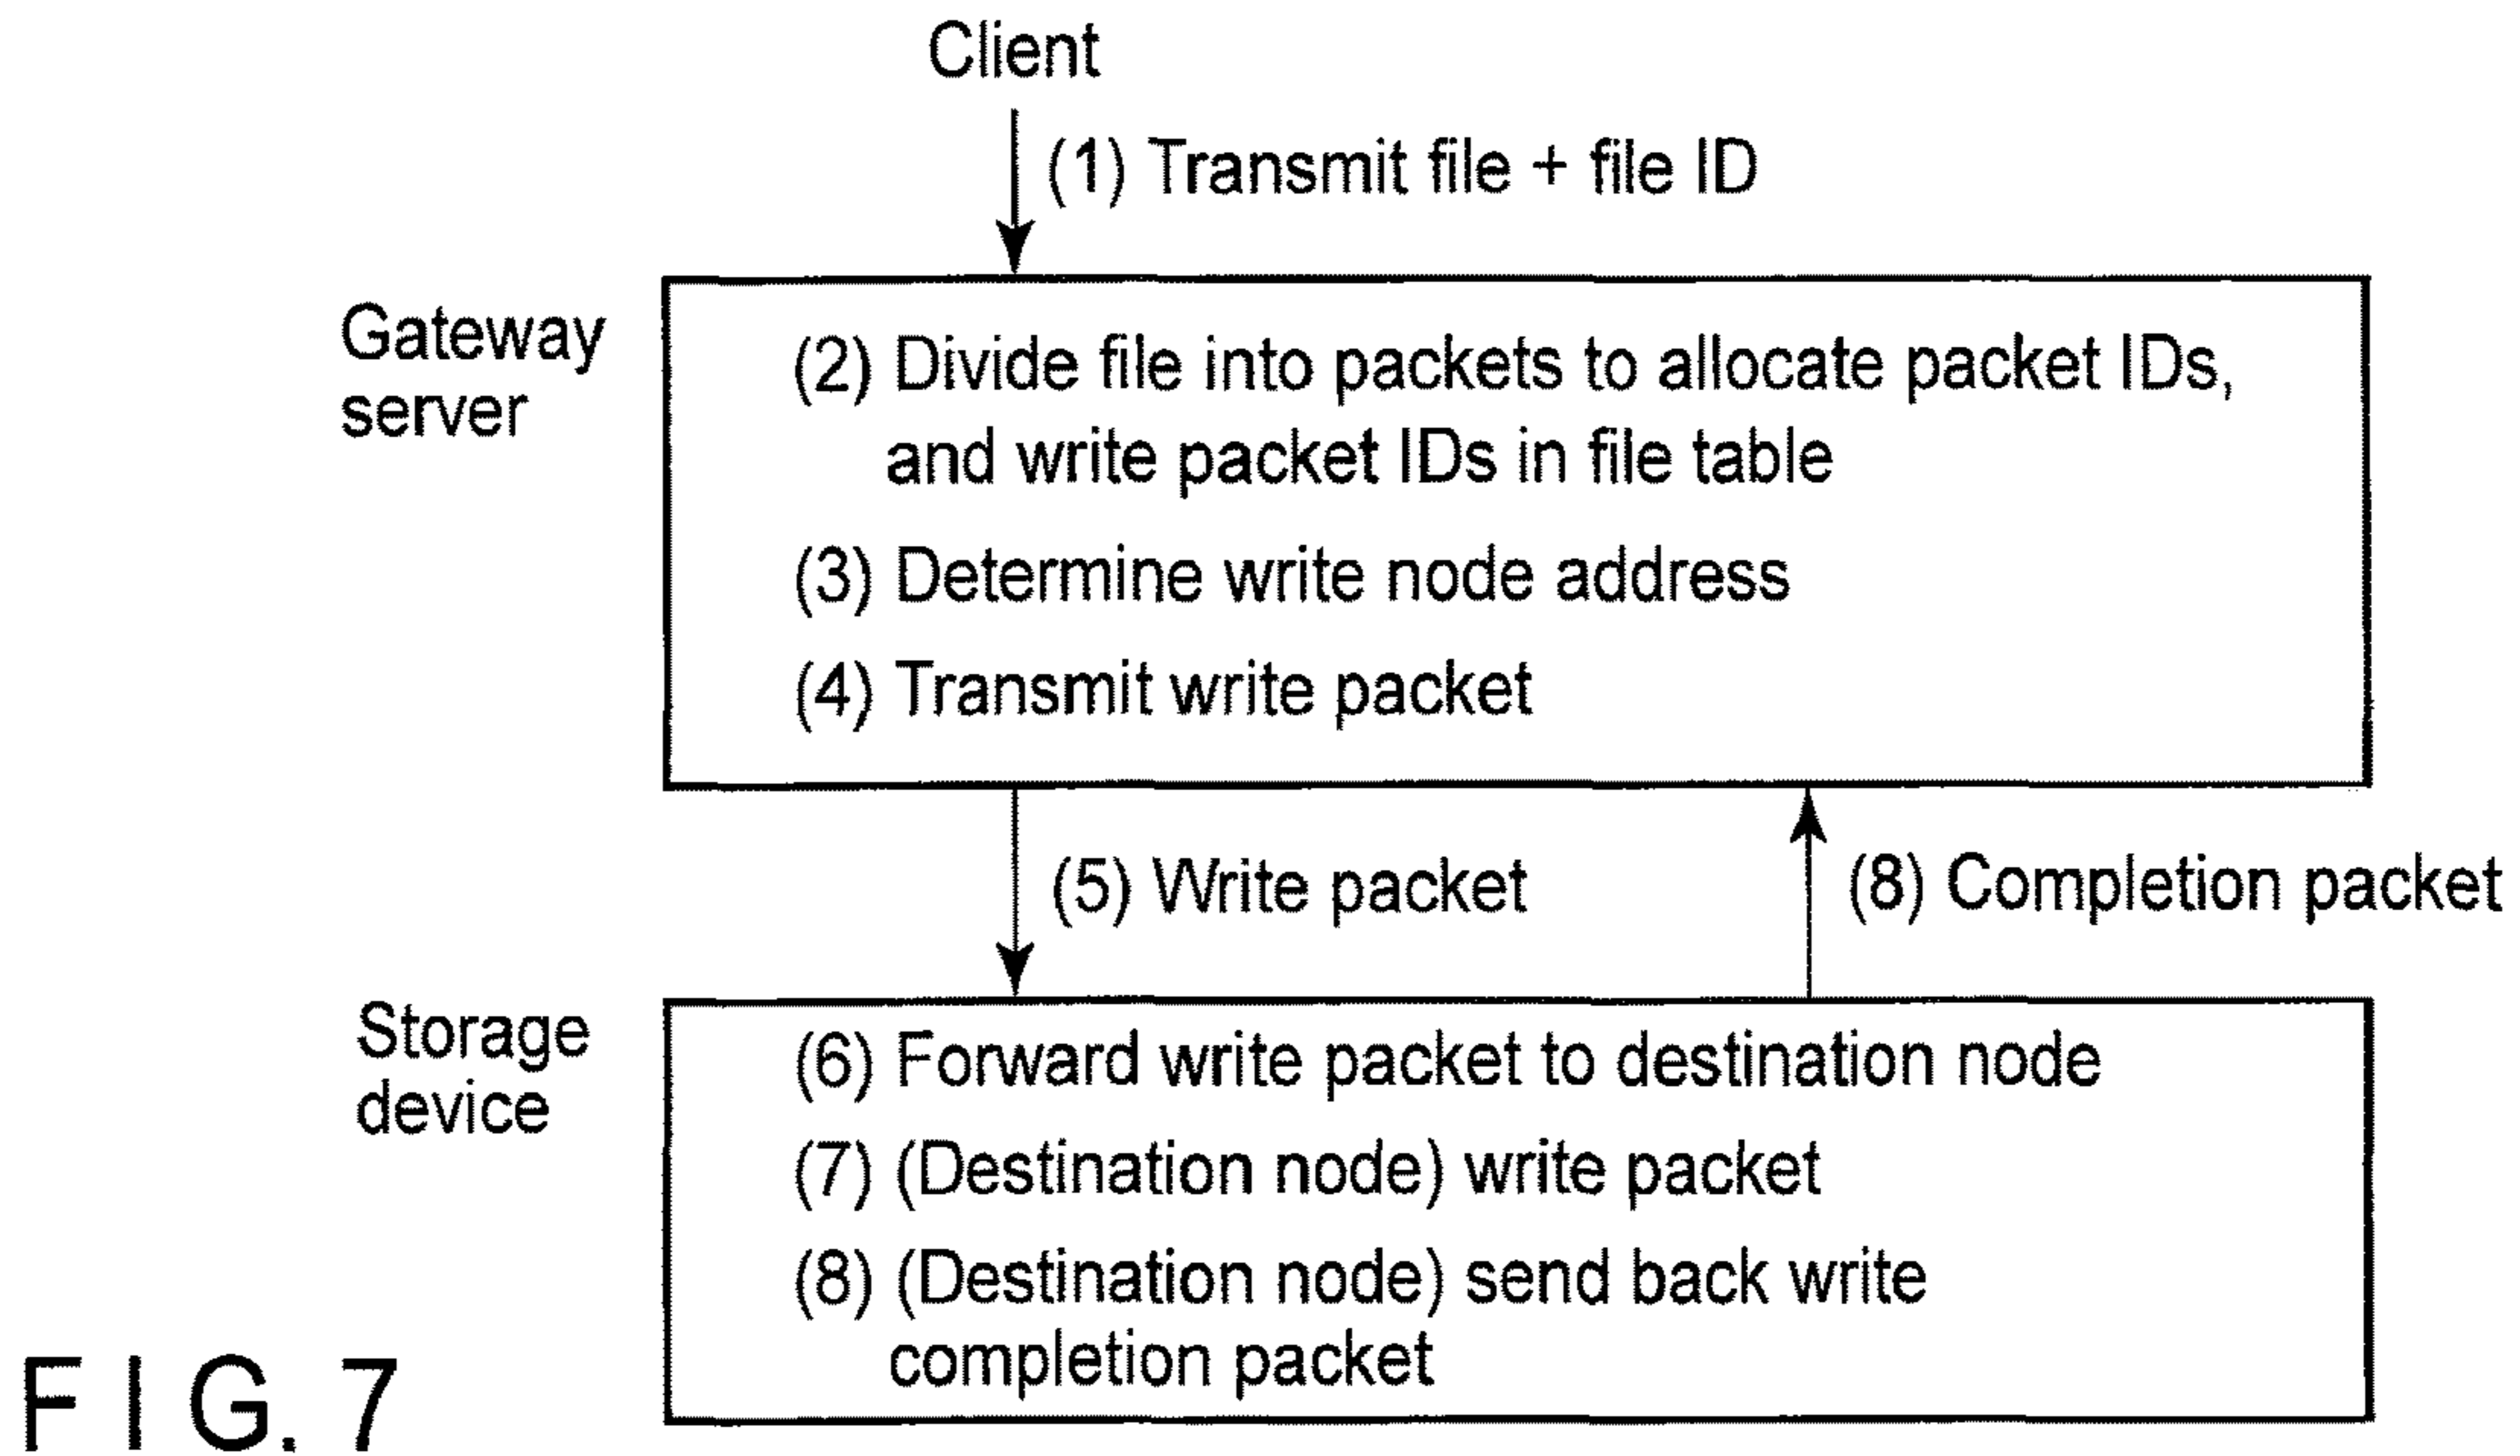 Client
(1) Transmit file + file ID
Gateway
server
(2) Divide file into packets to allocate packet IDs,
and write packet IDs in file table
(3) Determine write node address
(4) Transmit write packet
(5) Write packet
(8) Completion packet
Storage
device
(6) Forward write packet to destination node
(7) (Destination node) write packet
(8) (Destination node) send back write
completion packet
FIG. 7